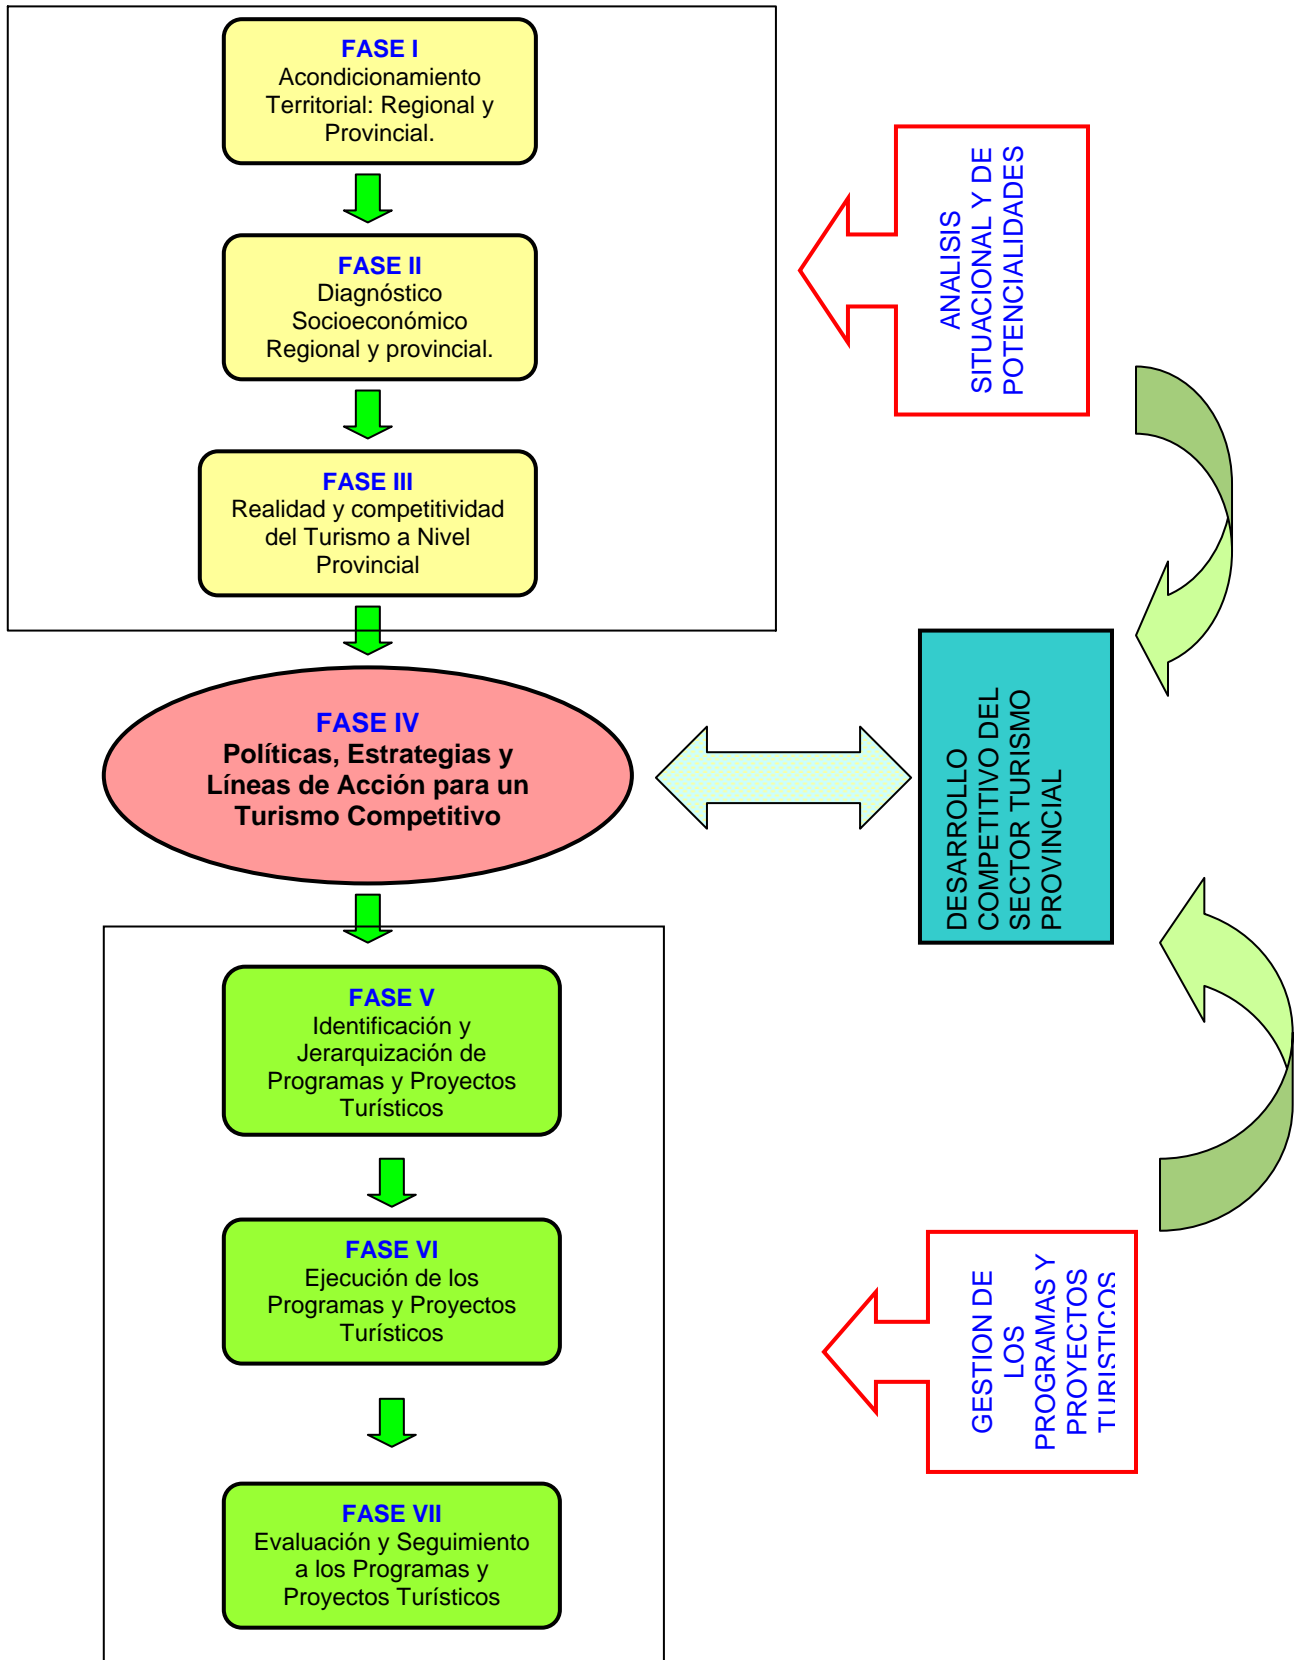 FASE I
Acondicionamiento
Territorial: Regional y
Provincial.
FASE II
Diagnóstico
Socioeconómico
Regional y provincial.
FASE III
Realidad y competitividad
del Turismo a Nivel
Provincial
ANALISIS
SITUACIONAL Y DE
POTENCIALIDADES
FASE IV
Políticas, Estrategias y
Líneas de Acción para un
Turismo Competitivo
DESARROLLO
COMPETITIVO DEL
SECTOR TURISMO
PROVINCIAL
FASE V
Identificación y
Jerarquización de
Programas y Proyectos
Turísticos
FASE VI
Ejecución de los
Programas y Proyectos
Turísticos
GESTION DE
LOS
PROGRAMAS Y
PROYECTOS
TURISTICOS
FASE VII
Evaluación y Seguimiento
a los Programas y
Proyectos Turísticos